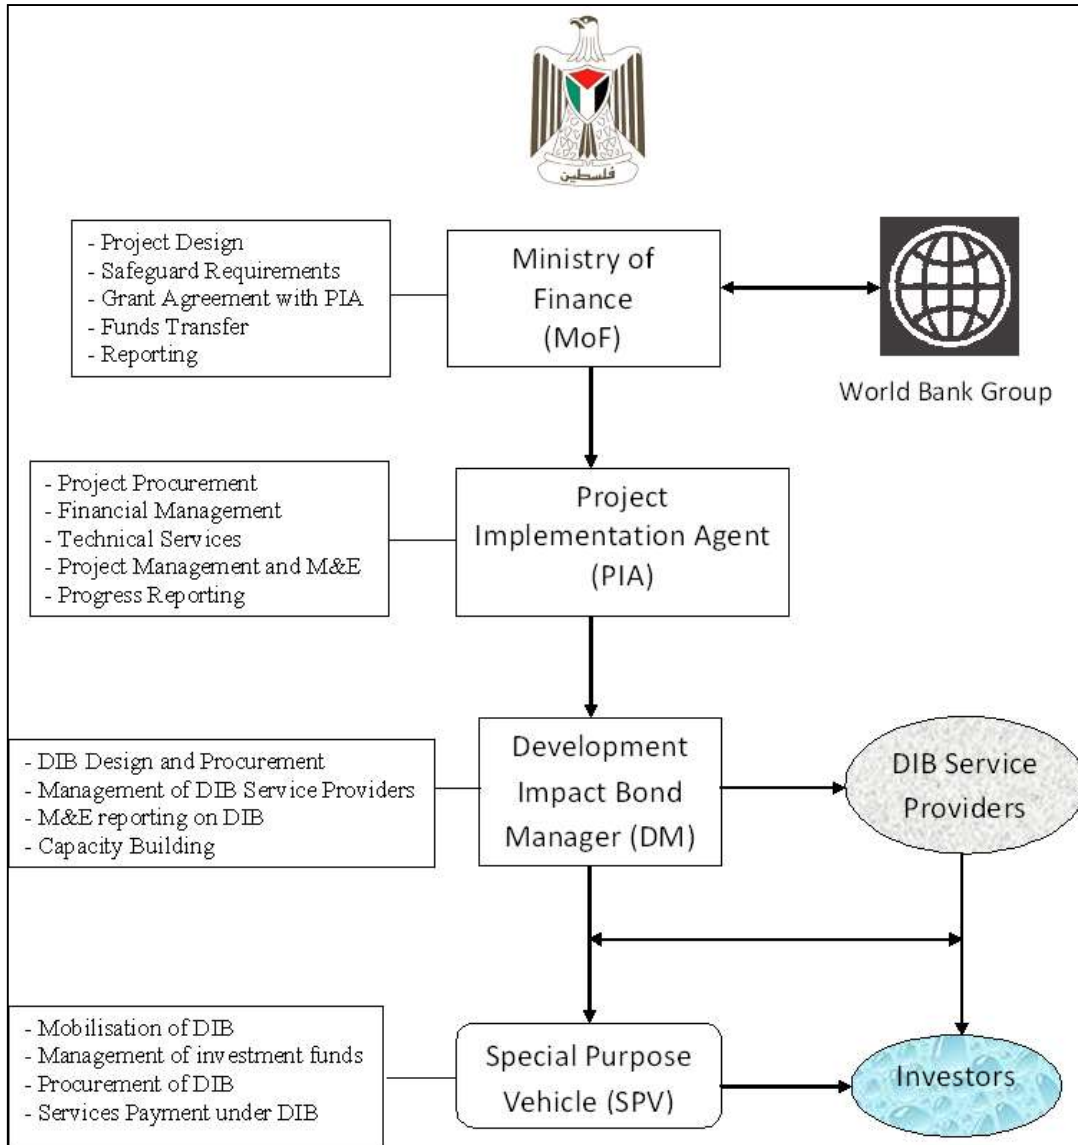 فلسطين
- Project Design
- Safeguard Requirements
- Grant Agreement with PIA
- Funds Transfer
- Reporting
Ministry of
Finance
(MoF)
World Bank Group
- Project Procurement
- Financial Management
- Technical Services
- Project Management and M&E
- Progress Reporting
Project
Implementation Agent
(PIA)
- DIB Design and Procurement
- Management of DIB Service Providers
- M&E reporting on DIB
- Capacity Building
Development
Impact Bond
Manager (DM)
DIB Service
Providers
- Mobilisation of DIB
- Management of investment funds
- Procurement of DIB
- Services Payment under DIB
Special Purpose
Vehicle (SPV)
Investors